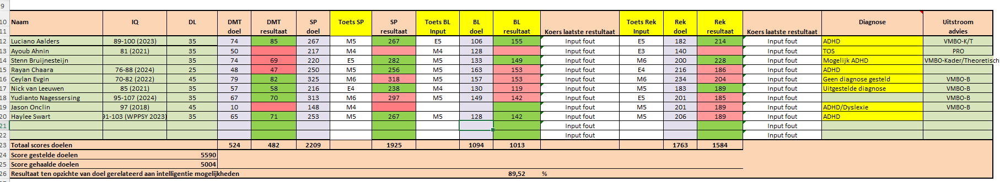 9
10 Naam IQ DL DMT doel DMT resultaat SP doel Toets SP SP resultaat Toets BL Input BL doel BL resultaat Koers laatste restultaat Toets Rek Input Rek doel Rek resultaat Koers laatste restultaat Diagnose Uitstroom advies
11
12 Luciano Aalders 89-100 (2023) 35 74 85 267 M5 267 E5 106 155 Input fout E5 182 214 Input fout ADHD VMBO-K/T
13 Ayoub Ahnin 81 (2021) 35 50 217 M4 M4 128 Input fout E3 140 Input fout TOS PRO
14 Stenn Bruijnesteijn 35 74 69 220 E5 282 M5 133 149 Input fout M6 200 228 Input fout Mogelijk ADHD VMBO-Kader/Theoretisch
15 Rayan Chaara 76-88 (2024) 25 48 47 250 M5 256 M5 163 153 Input fout E4 216 186 Input fout ADHD
16 Ceylan Evgin 70-82 (2022) 45 79 82 325 M6 318 M5 157 153 Input fout M6 234 204 Input fout Geen diagnose gesteld VMBO-B
17 Nick van Leeuwen 85 (2021) 35 57 58 216 E4 238 M4 130 119 Input fout M5 183 189 Input fout Uitgestelde diagnose VMBO-B
18 Yudianto Nagessersing 95-107 (2024) 35 67 70 313 M6 297 M5 149 142 Input fout E5 201 185 Input fout VMBO-B
19 Jason Onclin 97 (2018) 45 10 148 M4 Input fout M5 201 189 Input fout ADHD/Dyslexie VMBO-B
20 Haylee Swart 91-103 (WPPSY 2023) 35 65 71 253 M5 267 M5 128 142 Input fout M5 206 189 Input fout ADHD
21 Input fout Input fout
22 Input fout Input fout
23 Totaal scores doelen 524 482 2209 1925 1094 1013 1763 1584
24 Score gestelde doelen 5590
25 Score gehaalde doelen 5004
26 Resultaat ten opzichte van doel gerelateerd aan intelligentie mogelijkheden 89,52 %